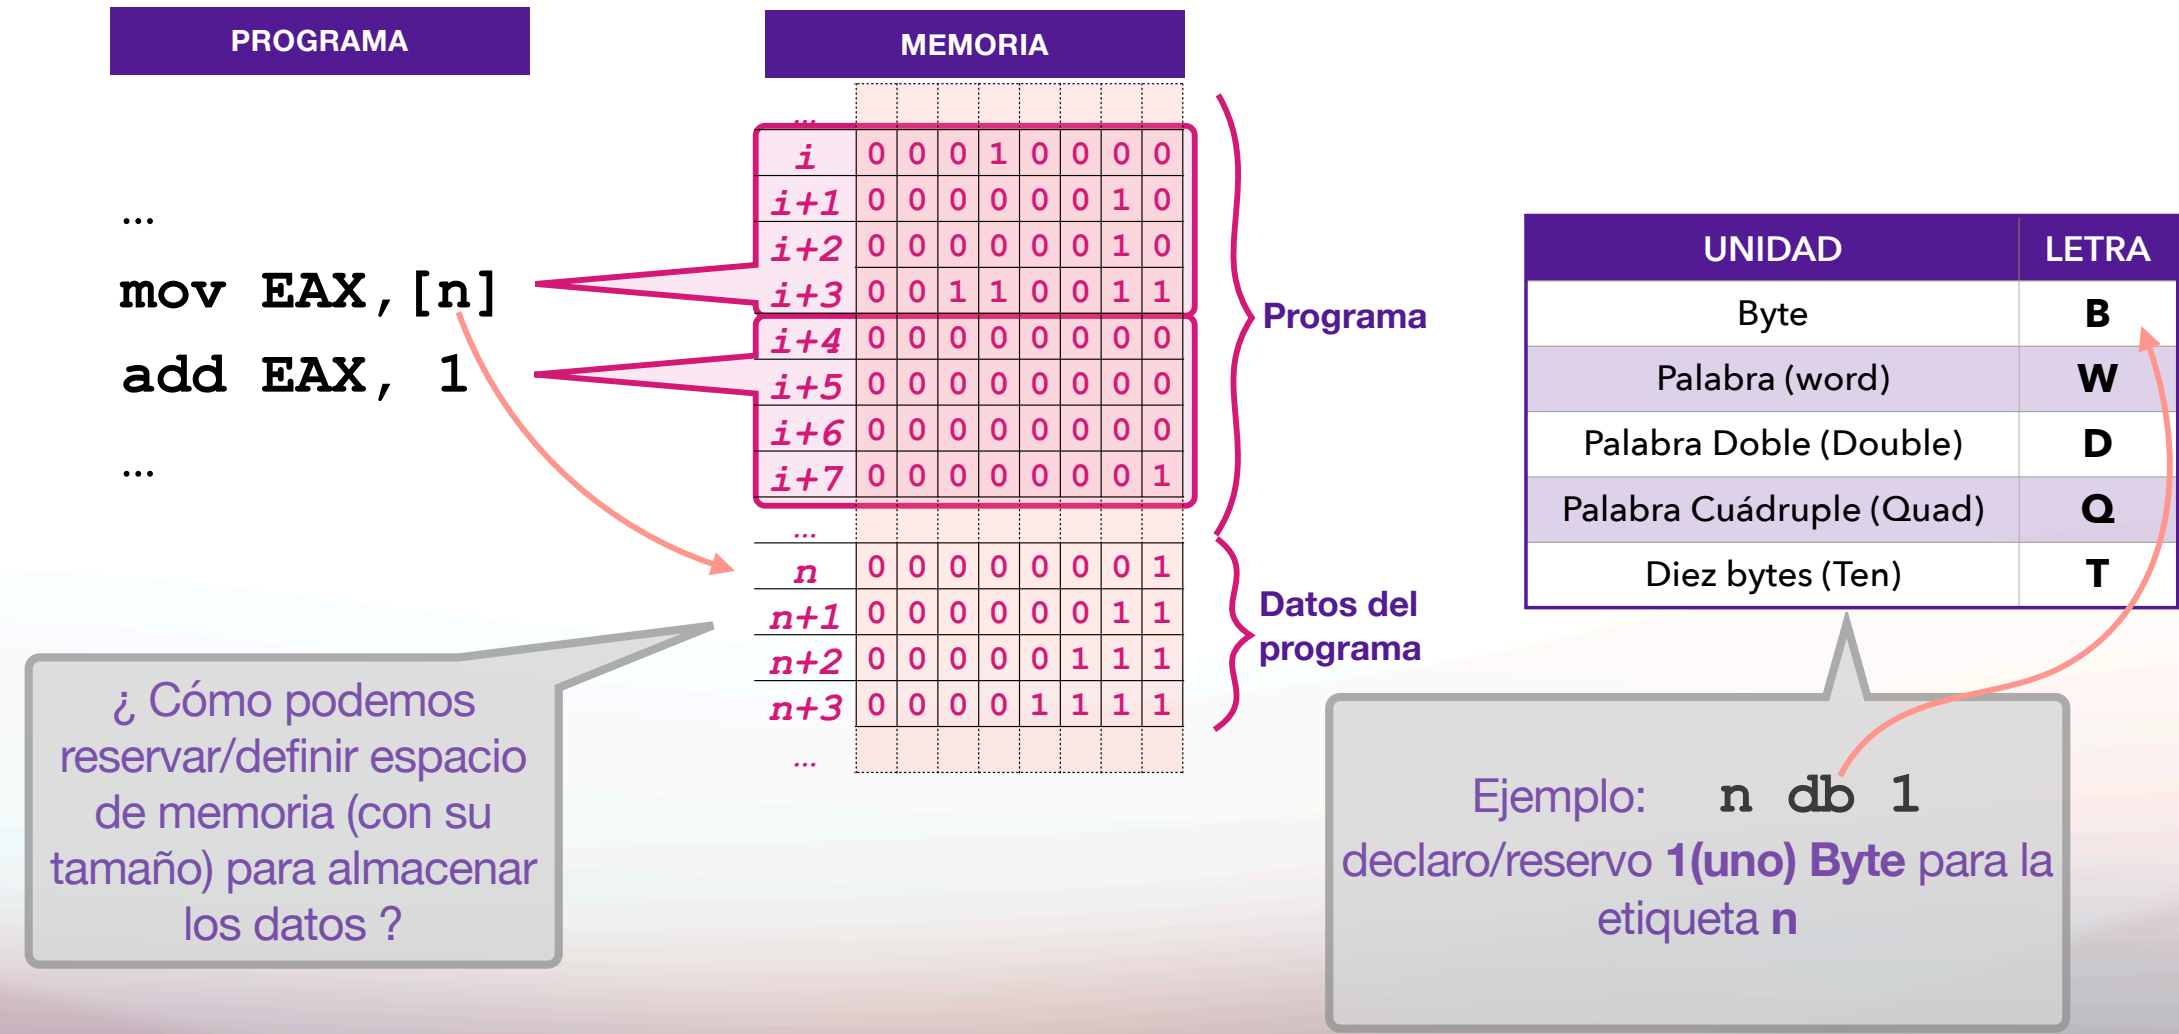 PROGRAMA
...
mov EAX,[n]
add EAX, 1
...
¿ Cómo podemos
reservar/definir espacio
de memoria (con su
tamaño) para almacenar
los datos ?
MEMORIA
...
i 0 0 0 1 0 0 0 0
i+1 0 0 0 0 0 0 1 0
i+2 0 0 0 0 0 0 1 0
i+3 0 0 1 1 0 0 1 1
i+4 0 0 0 0 0 0 0 0
i+5 0 0 0 0 0 0 0 0
i+6 0 0 0 0 0 0 0 0
i+7 0 0 0 0 0 0 0 1
...
n 0 0 0 0 0 0 0 1
n+1 0 0 0 0 0 0 1 1
n+2 0 0 0 0 0 1 1 1
n+3 0 0 0 0 1 1 1 1
...
Programa
Datos del
programa
UNIDAD LETRA
Byte B
Palabra (word) W
Palabra Doble (Double) D
Palabra Cuádruple (Quad) Q
Diez bytes (Ten) T
Ejemplo: n db 1
declaro/reservo 1(uno) Byte para la
etiqueta n